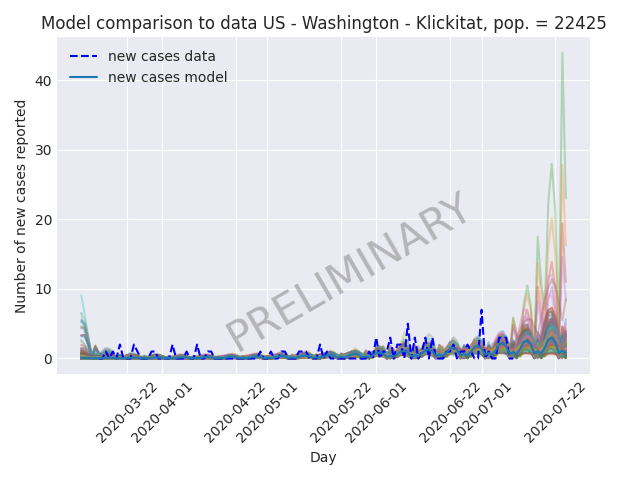 Model comparison to data US - Washington - Klickitat, pop. = 22425
new cases data
new cases model
Number of new cases reported
40
30
20
10
0
PRELIMINARY
2020-03-22
2020-04-01
2020-04-22
2020-05-01
2020-05-22
2020-06-01
2020-06-22
2020-07-01
2020-07-22
Day